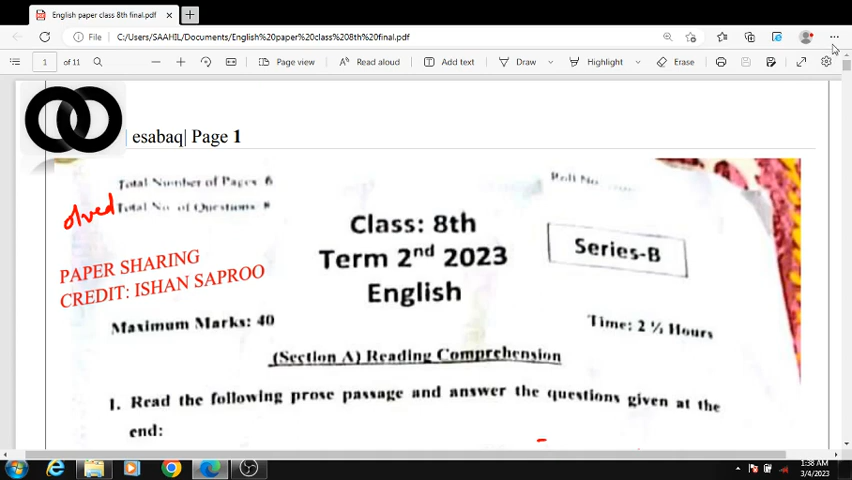 English paper class 8th final.pdf
File
C:/Users/SAAHIL/Documents/English%20paper%20class%208th%20final.pdf
1 of 11
Page view
Read aloud
Add text
Draw
Highlight
Erase
| esabaq| Page 1
Total Number of Pages 6
Roll No
Total No. of Questions 8
olved
Class: 8th
Term 2nd 2023
English
Series-B
PAPER SHARING
CREDIT: ISHAN SAPROO
Maximum Marks: 40
Time: 2 ½ Hours
(Section A) Reading Comprehension
1. Read the following prose passage and answer the questions given at the
end:
1:38 AM
3/4/2023